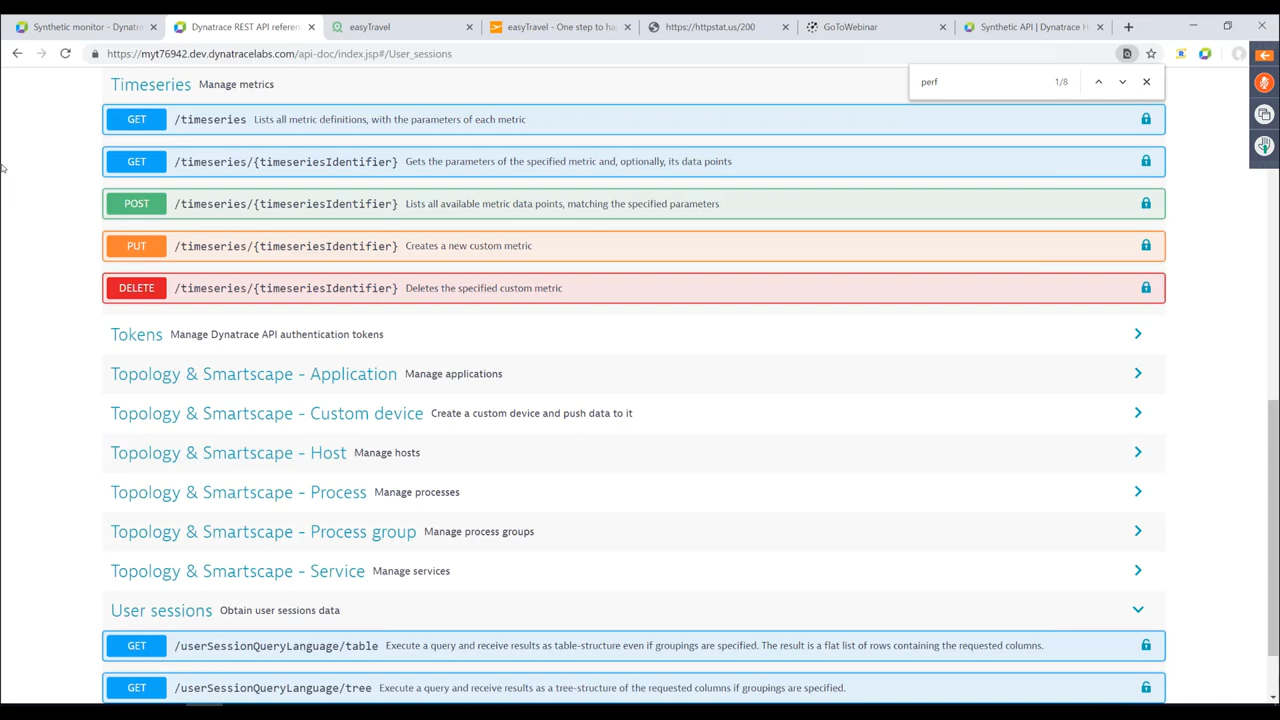 Synthetic monitor - Dynatra
Dynatrace REST API referen
easyTravel
easyTravel - One step to ha
https://httpstat.us/200
GoToWebinar
Synthetic API | Dynatrace H
https://myt76942.dev.dynatracelabs.com/api-doc/index.jsp#/User_sessions
perf 1/8
Timeseries Manage metrics
GET /timeseries Lists all metric definitions, with the parameters of each metric
GET /timeseries/{timeseriesIdentifier} Gets the parameters of the specified metric and, optionally, its data points
POST /timeseries/{timeseriesIdentifier} Lists all available metric data points, matching the specified parameters
PUT /timeseries/{timeseriesIdentifier} Creates a new custom metric
DELETE /timeseries/{timeseriesIdentifier} Deletes the specified custom metric
Tokens Manage Dynatrace API authentication tokens
Topology & Smartscape - Application Manage applications
Topology & Smartscape - Custom device Create a custom device and push data to it
Topology & Smartscape - Host Manage hosts
Topology & Smartscape - Process Manage processes
Topology & Smartscape - Process group Manage process groups
Topology & Smartscape - Service Manage services
User sessions Obtain user sessions data
GET /userSessionQueryLanguage/table Execute a query and receive results as table-structure even if groupings are specified. The result is a flat list of rows containing the requested columns.
GET /userSessionQueryLanguage/tree Execute a query and receive results as a tree-structure of the requested columns if groupings are specified.